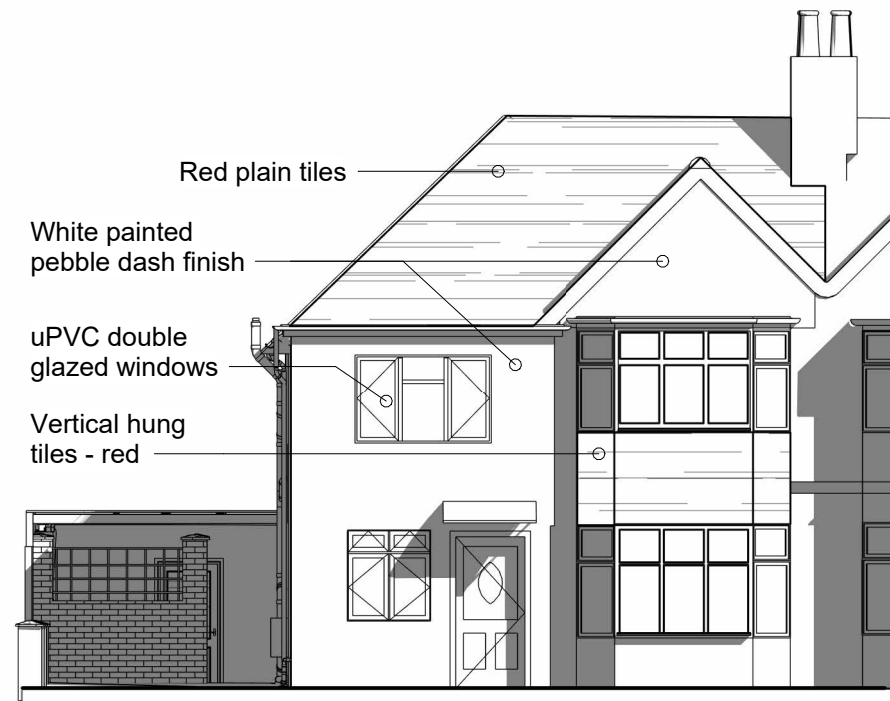 Red plain tiles
White painted
pebble dash finish
uPVC double
glazed windows
Vertical hung
tiles - red